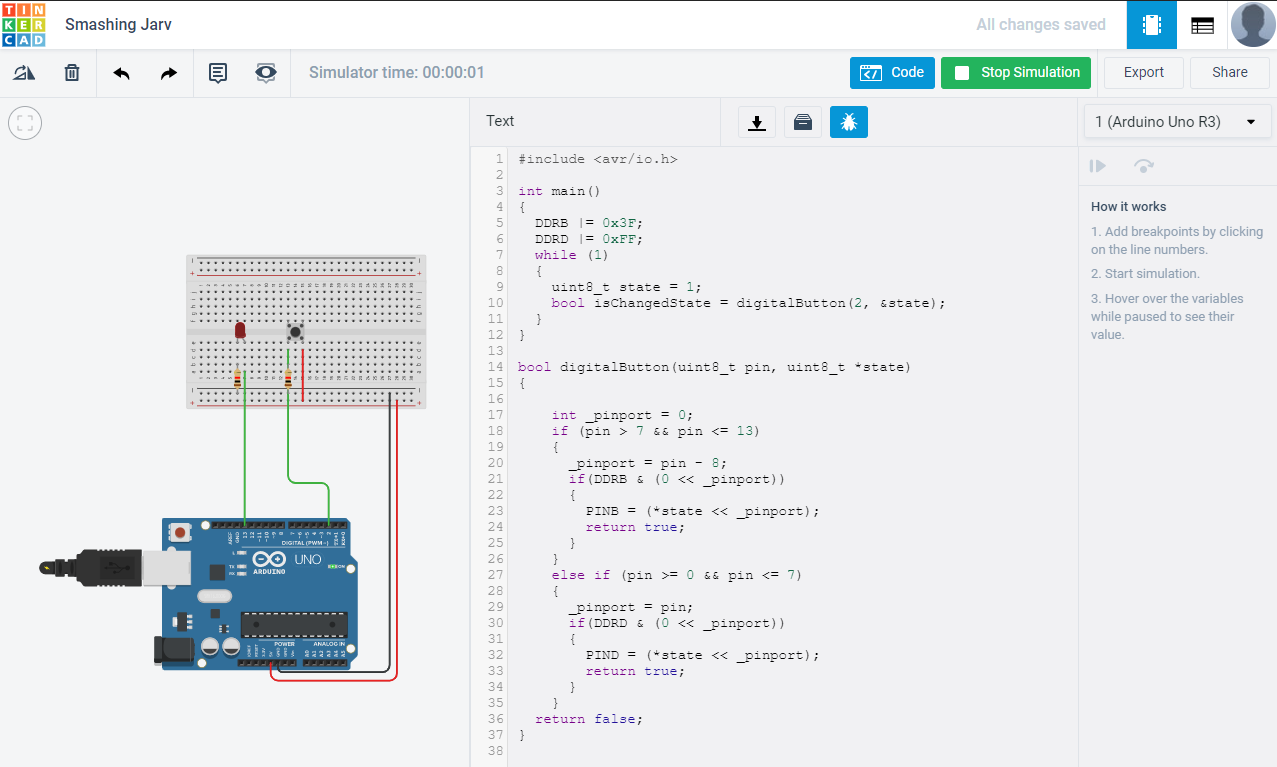 TIN
KER
CAD
Smashing Jarv
All changes saved
Simulator time: 00:00:01
Code
Stop Simulation
Export
Share
Text
1 (Arduino Uno R3)
1 #include <avr/io.h>
2
3 int main()
4 {
5 DDRB |= 0x3F;
6 DDRD |= 0xFF;
7 while (1)
8 {
9 uint8_t state = 1;
10 bool isChangedState = digitalButton(2, &state);
11 }
12 }
13
14 bool digitalButton(uint8_t pin, uint8_t *state)
15 {
16
17 int _pinport = 0;
18 if (pin > 7 && pin <= 13)
19 {
20 _pinport = pin - 8;
21 if(DDRB & (0 << _pinport))
22 {
23 PINB = (*state << _pinport);
24 return true;
25 }
26 }
27 else if (pin >= 0 && pin <= 7)
28 {
29 _pinport = pin;
30 if(DDRD & (0 << _pinport))
31 {
32 PIND = (*state << _pinport);
33 return true;
34 }
35 }
36 return false;
37 }
38
How it works
1. Add breakpoints by clicking
on the line numbers.
2. Start simulation.
3. Hover over the variables
while paused to see their
value.
DIGITAL (PWM~)
UNO
ARDUINO
TX
RX
ON
POWER
ANALOG IN